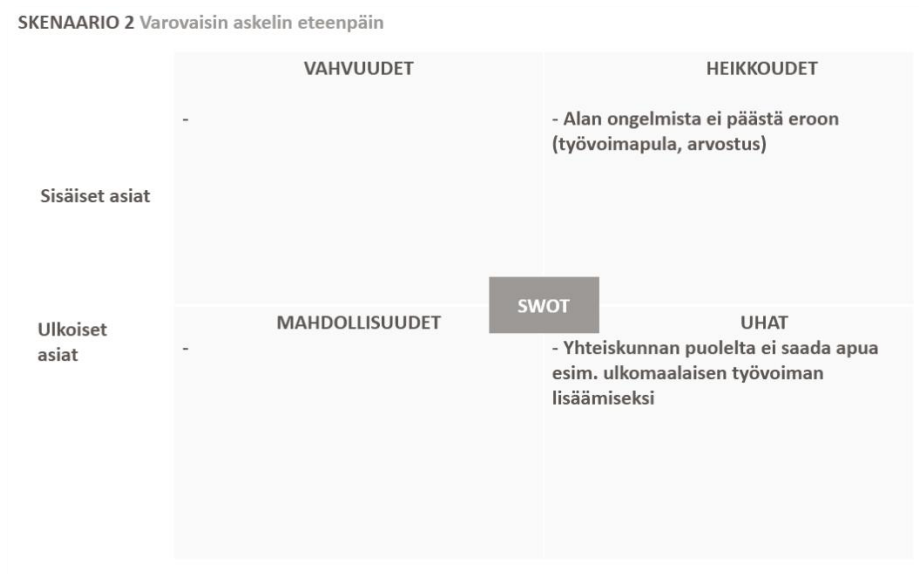 SKENAARIO 2 Varovaisin askelin eteenpäin
VAHVUUDET
HEIKKOUDET
-
- Alan ongelmista ei päästä eroon
(työvoimapula, arvostus)
Sisäiset asiat
SWOT
Ulkoiset
asiat
MAHDOLLISUUDET
UHAT
-
- Yhteiskunnan puolelta ei saada apua
esim. ulkomaalaisen työvoiman
lisäämiseksi